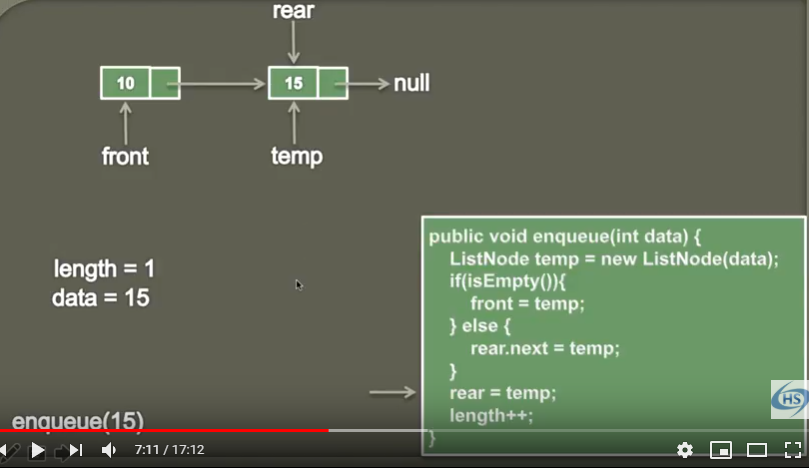 rear
10
15
null
front
temp
length = 1
data = 15
public void enqueue(int data) {
ListNode temp = new ListNode(data);
if(isEmpty()){
front = temp;
} else {
rear.next = temp;
}
rear = temp;
length++;
}
HS
enqueue(15)
7:11 / 17:12